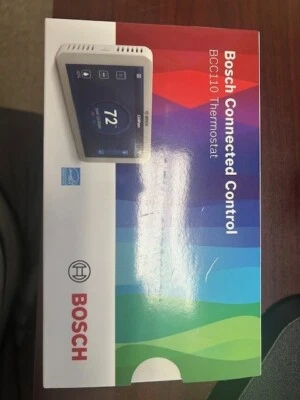 Bosch Connected Control
BCC110 Thermostat
72
BOSCH